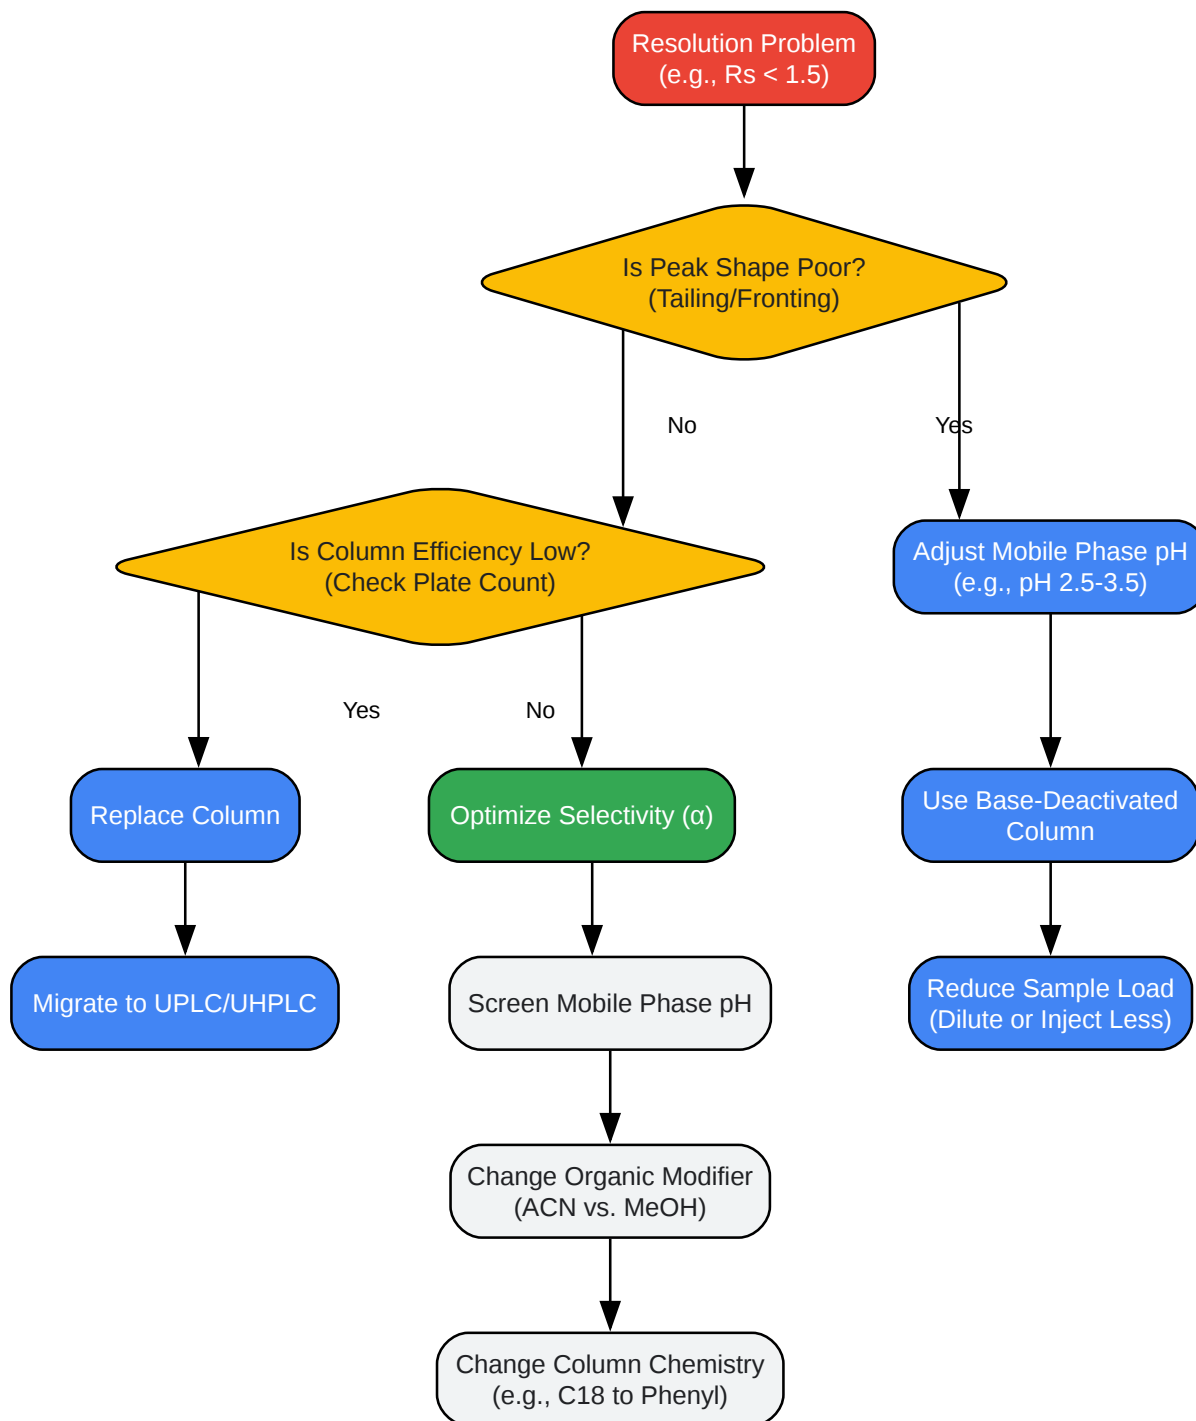 Resolution Problem
(e.g., Rs < 1.5)
Is Peak Shape Poor?
(Tailing/Fronting)
No
Yes
Is Column Efficiency Low?
(Check Plate Count)
Adjust Mobile Phase pH
(e.g., pH 2.5-3.5)
Yes
No
Replace Column
Optimize Selectivity (α)
Use Base-Deactivated
Column
Migrate to UPLC/UHPLC
Screen Mobile Phase pH
Reduce Sample Load
(Dilute or Inject Less)
Change Organic Modifier
(ACN vs. MeOH)
Change Column Chemistry
(e.g., C18 to Phenyl)